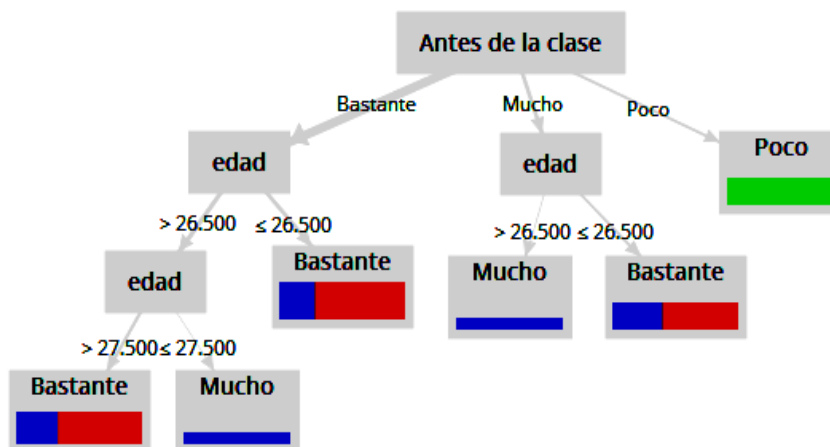 Antes de la clase
Bastante
Mucho
Poco
edad
edad
Poco
> 26.500
≤ 26.500
> 26.500
≤ 26.500
edad
Bastante
Mucho
Bastante
> 27.500
≤ 27.500
Bastante
Mucho